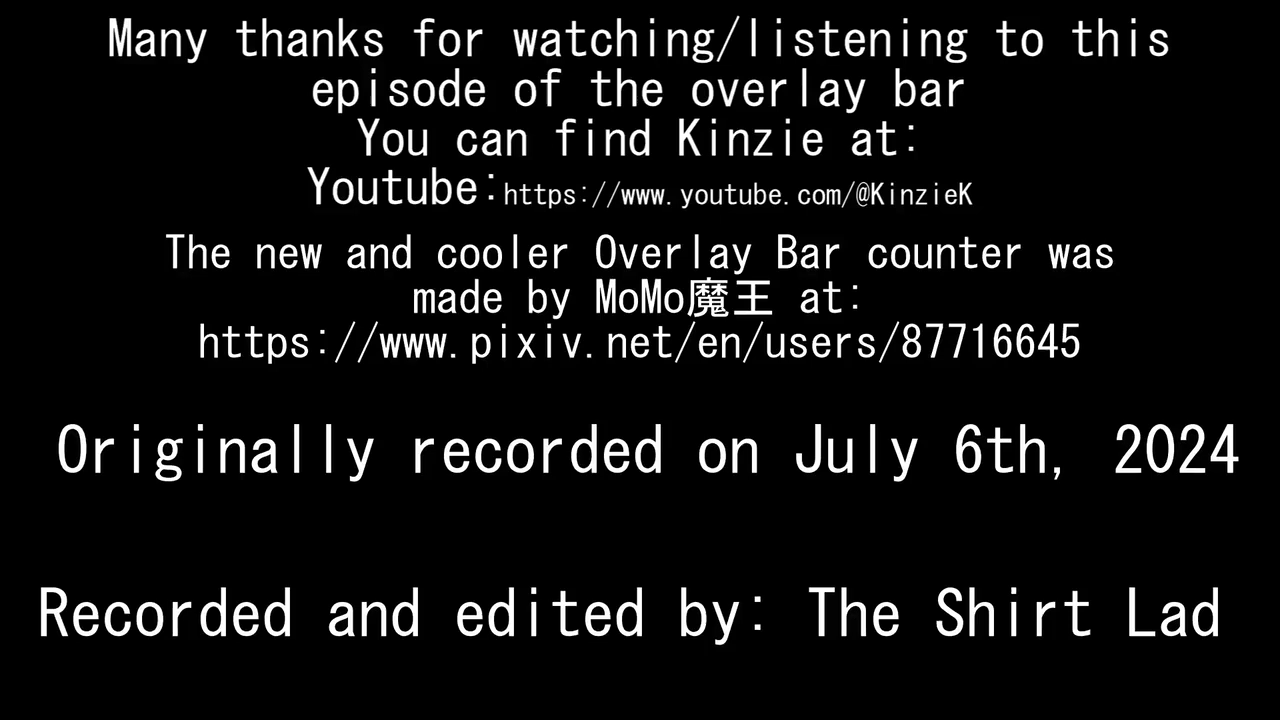 Many thanks for watching/listening to this
episode of the overlay bar
You can find Kinzie at:
Youtube:https://www.youtube.com/@KinzieK
The new and cooler Overlay Bar counter was
made by MoMo魔王 at:
https://www.pixiv.net/en/users/87716645
Originally recorded on July 6th, 2024
Recorded and edited by: The Shirt Lad